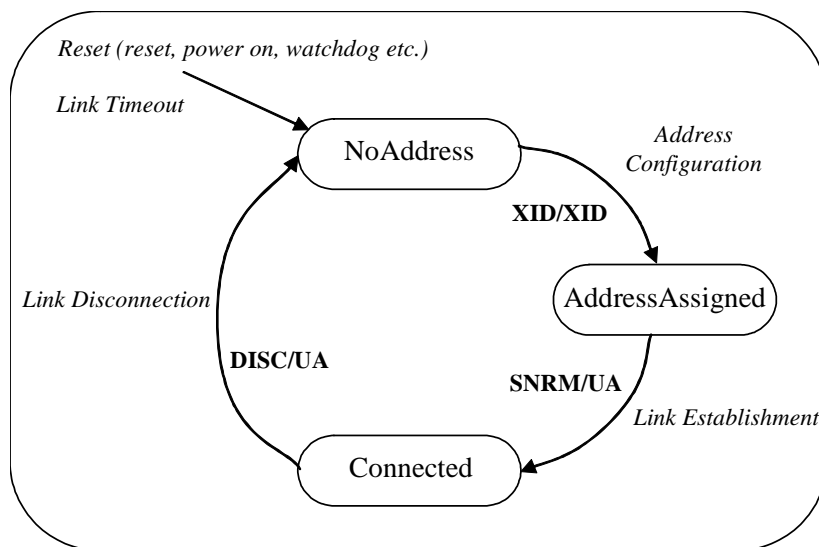 Reset (reset, power on, watchdog etc.)
Link Timeout
NoAddress
Address
Configuration
XID/XID
AddressAssigned
Link Disconnection
DISC/UA
SNRM/UA
Link Establishment
Connected